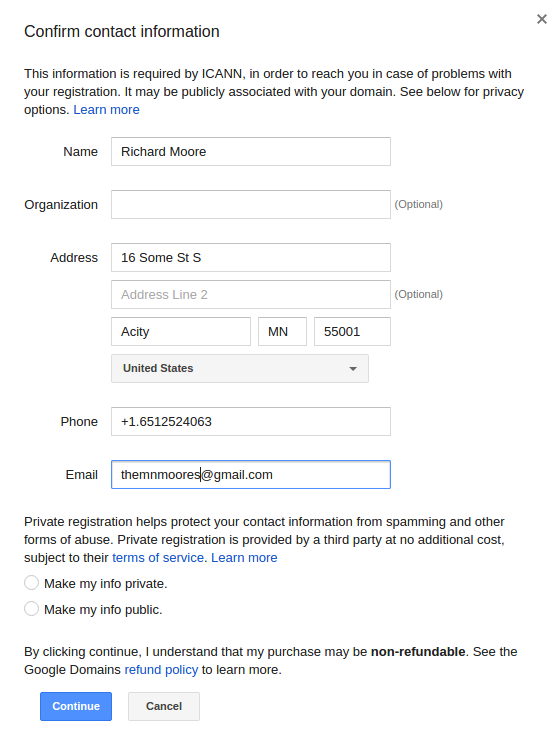 Confirm contact information
This information is required by ICANN, in order to reach you in case of problems with
your registration. It may be publicly associated with your domain. See below for privacy
options. Learn more
Name Richard Moore
Organization (Optional)
Address 16 Some St S
Address Line 2 (Optional)
Acity MN 55001
United States
Phone +1.6512524063
Email themnmoores@gmail.com
Private registration helps protect your contact information from spamming and other
forms of abuse. Private registration is provided by a third party at no additional cost,
subject to their terms of service. Learn more
Make my info private.
Make my info public.
By clicking continue, I understand that my purchase may be non-refundable. See the
Google Domains refund policy to learn more.
Continue Cancel